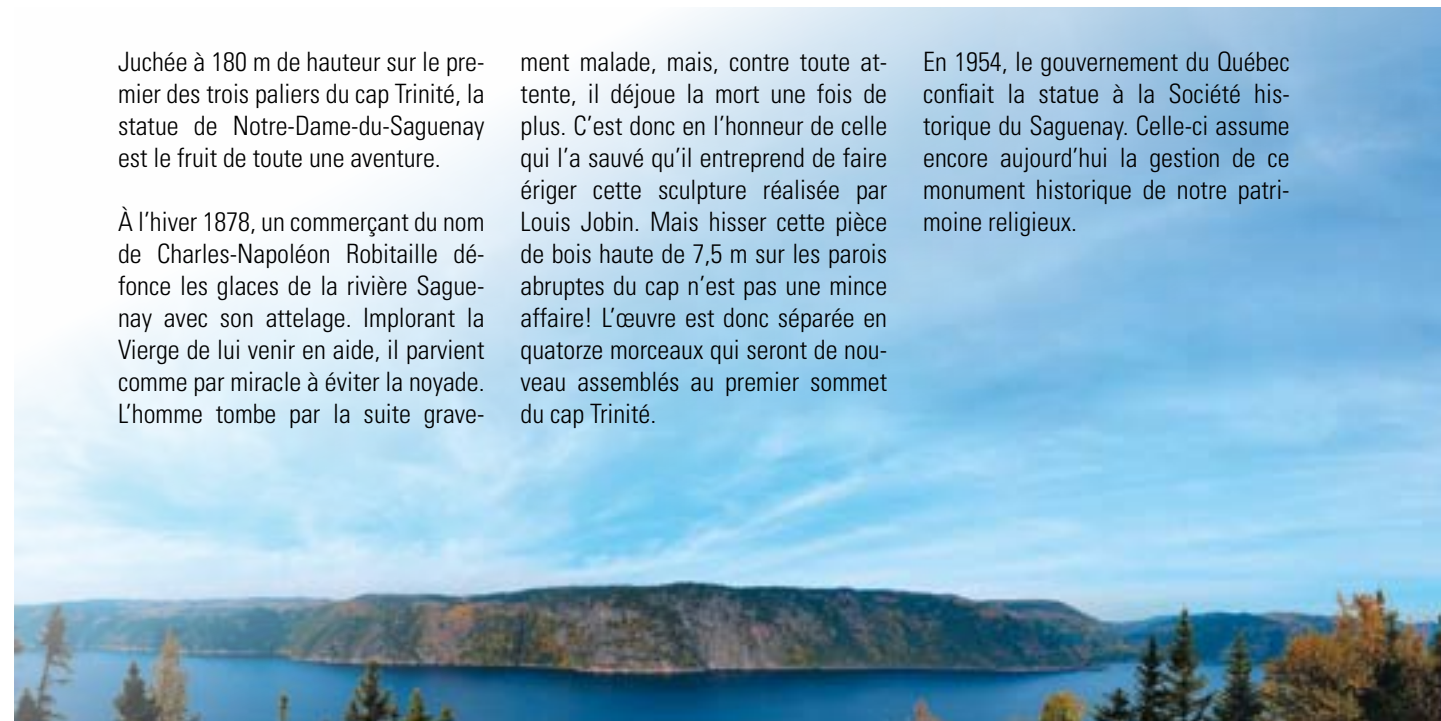 Juchée à 180 m de hauteur sur le pre-
mier des trois paliers du cap Trinité, la
statue de Notre-Dame-du-Saguenay
est le fruit de toute une aventure.
À l’hiver 1878, un commerçant du nom
de Charles-Napoléon Robitaille dé-
fonce les glaces de la rivière Sague-
nay avec son attelage. Implorant la
Vierge de lui venir en aide, il parvient
comme par miracle à éviter la noyade.
L’homme tombe par la suite grave-
ment malade, mais, contre toute at-
tente, il déjoue la mort une fois de
plus. C’est donc en l’honneur de celle
qui l’a sauvé qu’il entreprend de faire
ériger cette sculpture réalisée par
Louis Jobin. Mais hisser cette pièce
de bois haute de 7,5 m sur les parois
abruptes du cap n’est pas une mince
affaire! L’œuvre est donc séparée en
quatorze morceaux qui seront de nou-
veau assemblés au premier sommet
du cap Trinité.
En 1954, le gouvernement du Québec
confiait la statue à la Société his-
torique du Saguenay. Celle-ci assume
encore aujourd’hui la gestion de ce
monument historique de notre patri-
moine religieux.